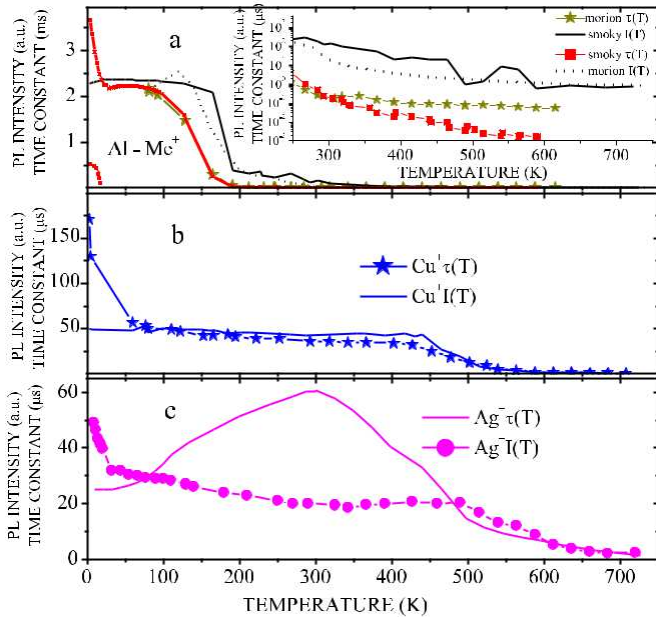 PL INTENSITY (a.u.)
TIME CONSTANT (ms)
3
2
1
a
Al - Me+
PL INTENSITY (a.u.)
TIME CONSTANT (μs)
morion τ(T)
smoky I(T)
smoky τ(T)
morion I(T)
300 400 500 600 700
TEMPERATURE (K)
PL INTENSITY (a.u.)
TIME CONSTANT (μs)
150
100
50
b
Cu+τ(T)
Cu+I(T)
PL INTENSITY (a.u.)
TIME CONSTANT (μs)
60
40
20
0
c
Ag-τ(T)
Ag-I(T)
0 100 200 300 400 500 600 700
TEMPERATURE (K)